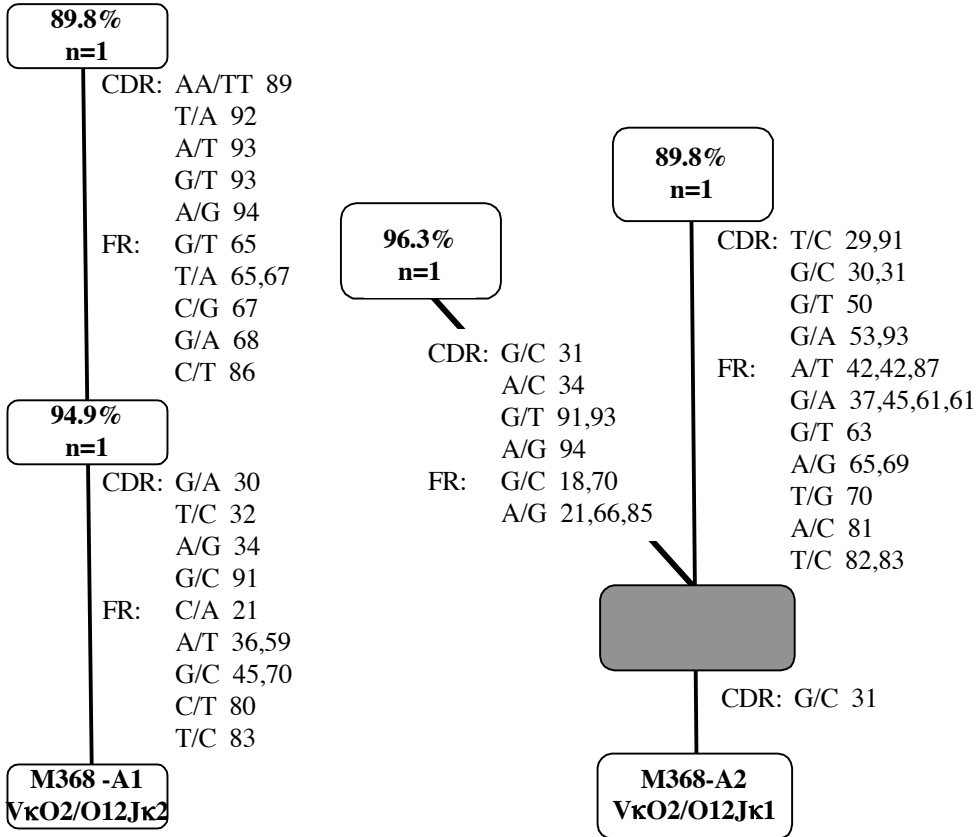 89.8%
n=1
CDR: AA/TT 89
T/A 92
A/T 93
G/T 93
A/G 94
FR: G/T 65
T/A 65,67
C/G 67
G/A 68
C/T 86
94.9%
n=1
CDR: G/A 30
T/C 32
A/G 34
G/C 91
FR: C/A 21
A/T 36,59
G/C 45,70
C/T 80
T/C 83
M368 -A1
VκO2/O12Jκ2
96.3%
n=1
CDR: G/C 31
A/C 34
G/T 91,93
A/G 94
FR: G/C 18,70
A/G 21,66,85
89.8%
n=1
CDR: T/C 29,91
G/C 30,31
G/T 50
G/A 53,93
FR: A/T 42,42,87
G/A 37,45,61,61
G/T 63
A/G 65,69
T/G 70
A/C 81
T/C 82,83
CDR: G/C 31
M368-A2
VκO2/O12Jκ1